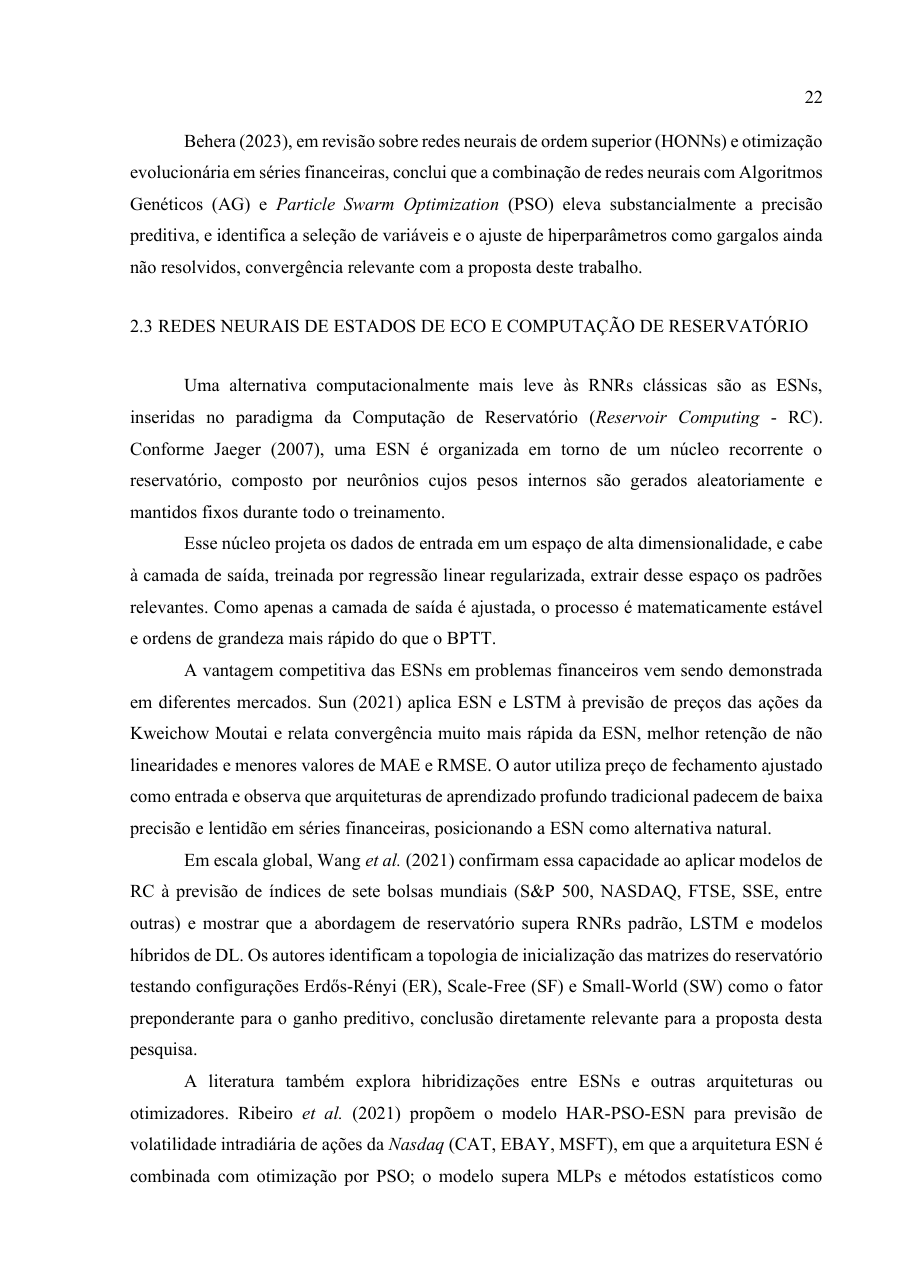 22
Behera (2023), em revisão sobre redes neurais de ordem superior (HONNs) e otimização
evolucionária em séries financeiras, conclui que a combinação de redes neurais com Algoritmos
Genéticos (AG) e Particle Swarm Optimization (PSO) eleva substancialmente a precisão
preditiva, e identifica a seleção de variáveis e o ajuste de hiperparâmetros como gargalos ainda
não resolvidos, convergência relevante com a proposta deste trabalho.
2.3 REDES NEURAIS DE ESTADOS DE ECO E COMPUTAÇÃO DE RESERVATÓRIO
Uma alternativa computacionalmente mais leve às RNRs clássicas são as ESNs,
inseridas no paradigma da Computação de Reservatório (Reservoir Computing - RC).
Conforme Jaeger (2007), uma ESN é organizada em torno de um núcleo recorrente o
reservatório, composto por neurônios cujos pesos internos são gerados aleatoriamente e
mantidos fixos durante todo o treinamento.
Esse núcleo projeta os dados de entrada em um espaço de alta dimensionalidade, e cabe
à camada de saída, treinada por regressão linear regularizada, extrair desse espaço os padrões
relevantes. Como apenas a camada de saída é ajustada, o processo é matematicamente estável
e ordens de grandeza mais rápido do que o BPTT.
A vantagem competitiva das ESNs em problemas financeiros vem sendo demonstrada
em diferentes mercados. Sun (2021) aplica ESN e LSTM à previsão de preços das ações da
Kweichow Moutai e relata convergência muito mais rápida da ESN, melhor retenção de não
linearidades e menores valores de MAE e RMSE. O autor utiliza preço de fechamento ajustado
como entrada e observa que arquiteturas de aprendizado profundo tradicional padecem de baixa
precisão e lentidão em séries financeiras, posicionando a ESN como alternativa natural.
Em escala global, Wang et al. (2021) confirmam essa capacidade ao aplicar modelos de
RC à previsão de índices de sete bolsas mundiais (S&P 500, NASDAQ, FTSE, SSE, entre
outras) e mostrar que a abordagem de reservatório supera RNRs padrão, LSTM e modelos
híbridos de DL. Os autores identificam a topologia de inicialização das matrizes do reservatório
testando configurações Erdős-Rényi (ER), Scale-Free (SF) e Small-World (SW) como o fator
preponderante para o ganho preditivo, conclusão diretamente relevante para a proposta desta
pesquisa.
A literatura também explora hibridizações entre ESNs e outras arquiteturas ou
otimizadores. Ribeiro et al. (2021) propõem o modelo HAR-PSO-ESN para previsão de
volatilidade intradiária de ações da Nasdaq (CAT, EBAY, MSFT), em que a arquitetura ESN é
combinada com otimização por PSO; o modelo supera MLPs e métodos estatísticos como